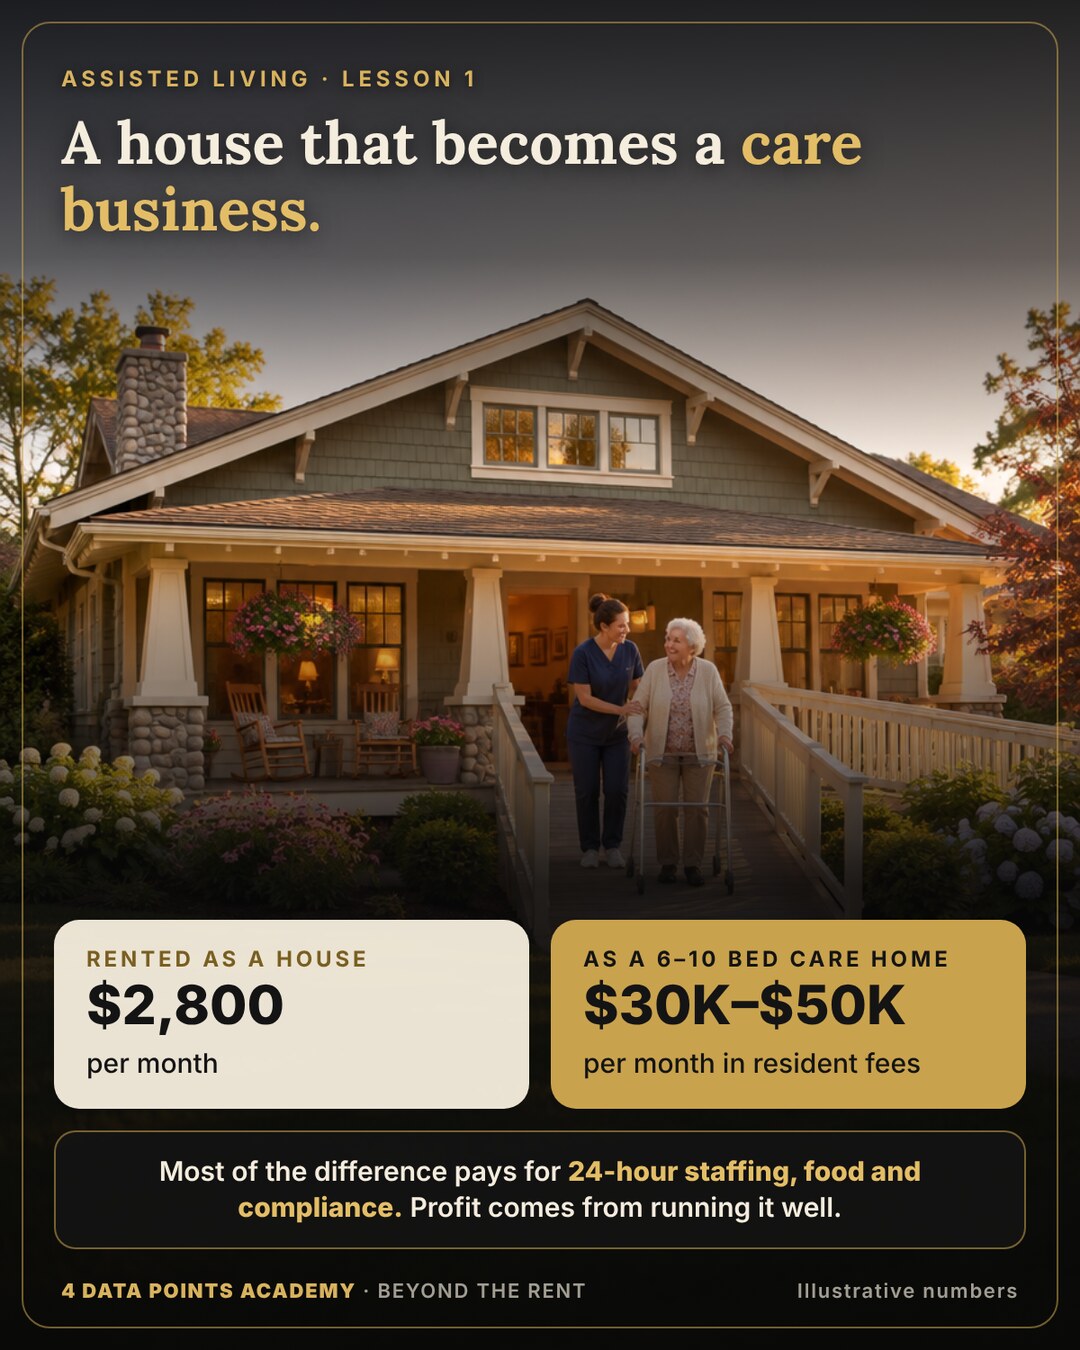 ASSISTED LIVING · LESSON 1
A house that becomes a care
business.
RENTED AS A HOUSE
$2,800
per month
AS A 6–10 BED CARE HOME
$30K–$50K
per month in resident fees
Most of the difference pays for 24-hour staffing, food and
compliance. Profit comes from running it well.
4 DATA POINTS ACADEMY · BEYOND THE RENT
Illustrative numbers